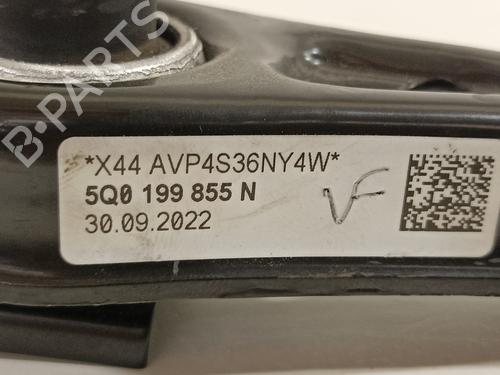 B-Parts
*X44 AVP4S36NY4W*
5Q0 199 855 N
30.09.2022
VF